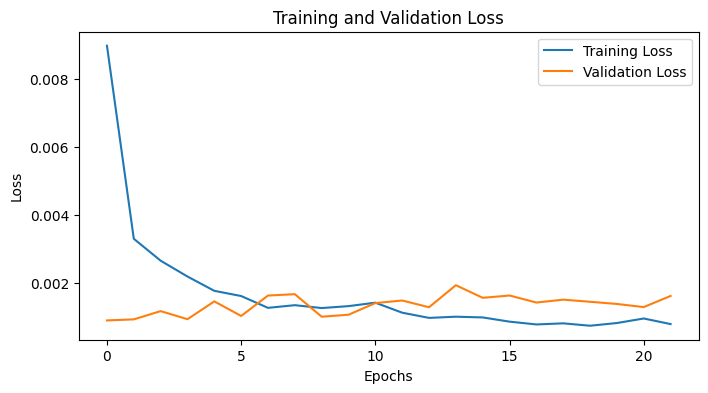 Training and Validation Loss
Training Loss
Validation Loss
0.008
0.006
0.004
0.002
Loss
0 5 10 15 20
Epochs